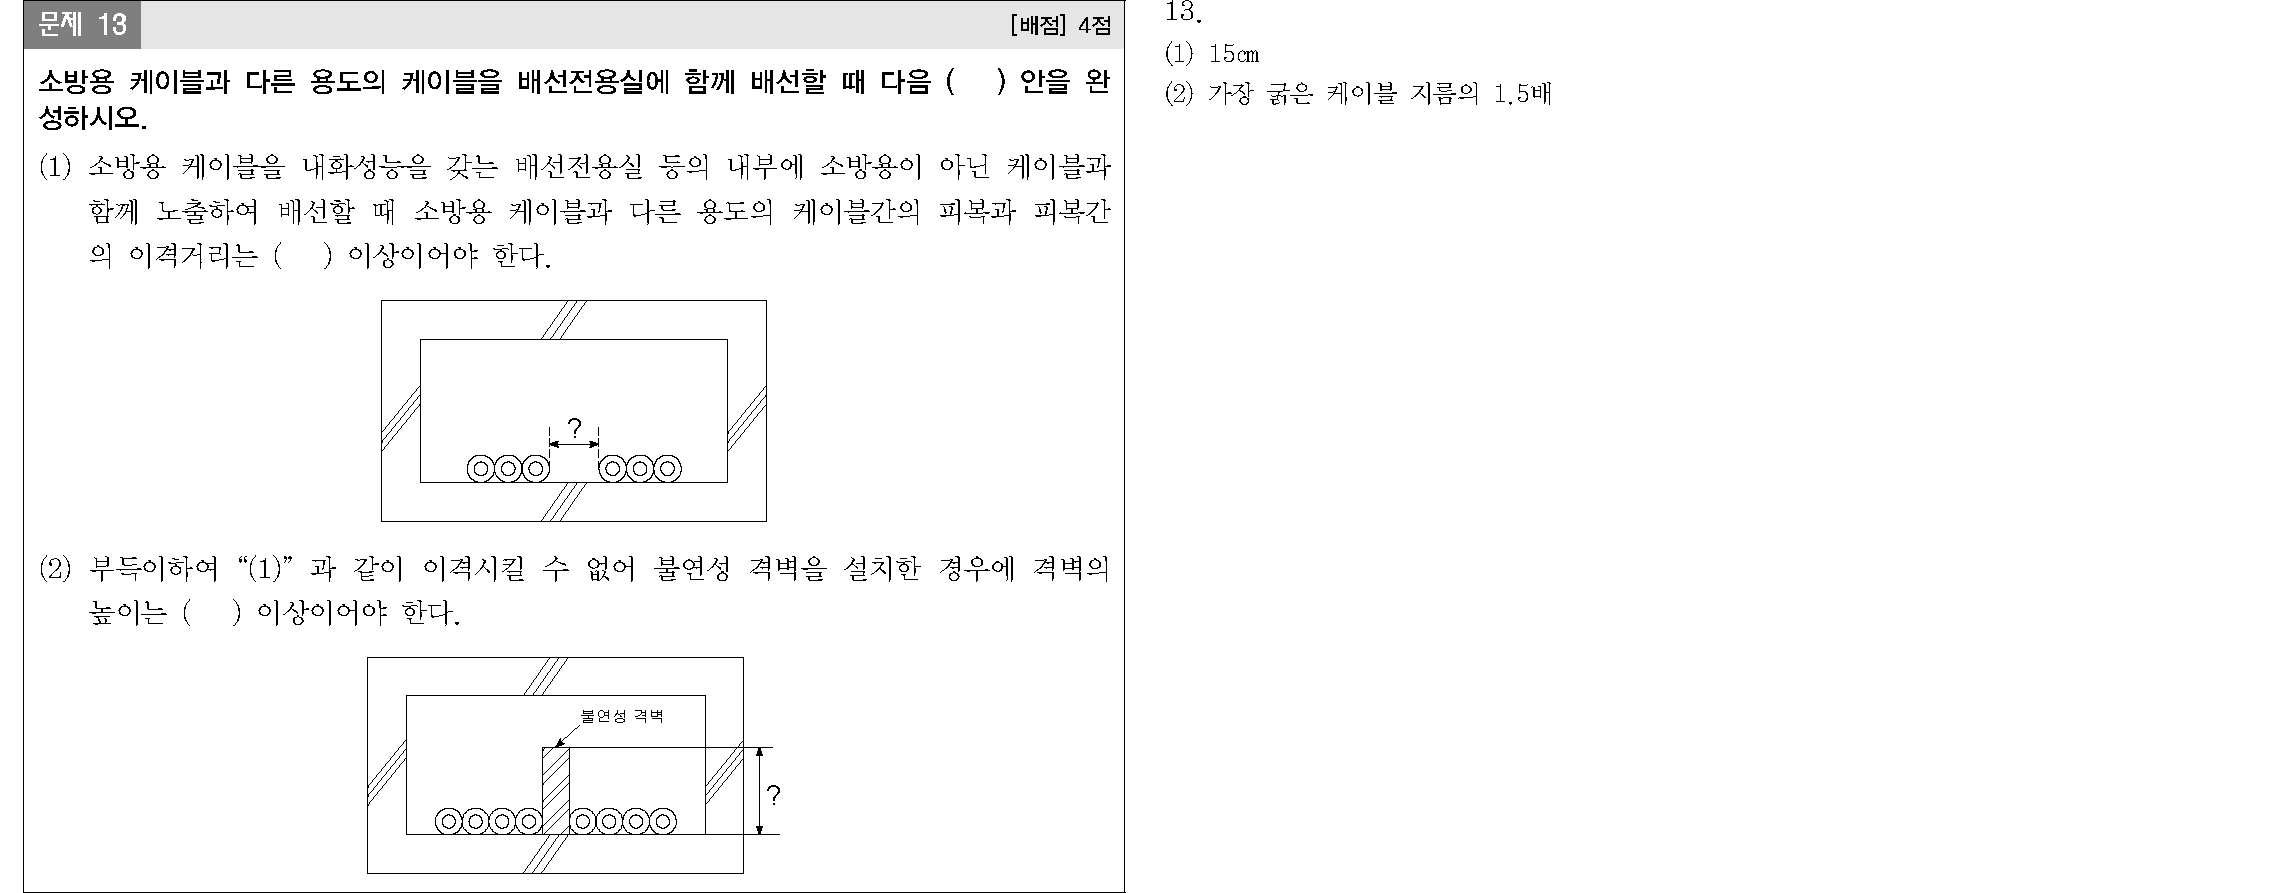 문제 13
[배점] 4점
소방용 케이블과 다른 용도의 케이블을 배선전용실에 함께 배선할 때 다음 (   ) 안을 완
성하시오.
(1) 소방용 케이블을 내화성능을 갖는 배선전용실 등의 내부에 소방용이 아닌 케이블과
함께 노출하여 배선할 때 소방용 케이블과 다른 용도의 케이블간의 피복과 피복간
의 이격거리는 (   ) 이상이어야 한다.
?
(2) 부득이하여 “(1)” 과 같이 이격시킬 수 없어 불연성 격벽을 설치한 경우에 격벽의
높이는 (   ) 이상이어야 한다.
불연성 격벽
?
13.
(1) 15㎝
(2) 가장 굵은 케이블 지름의 1.5배